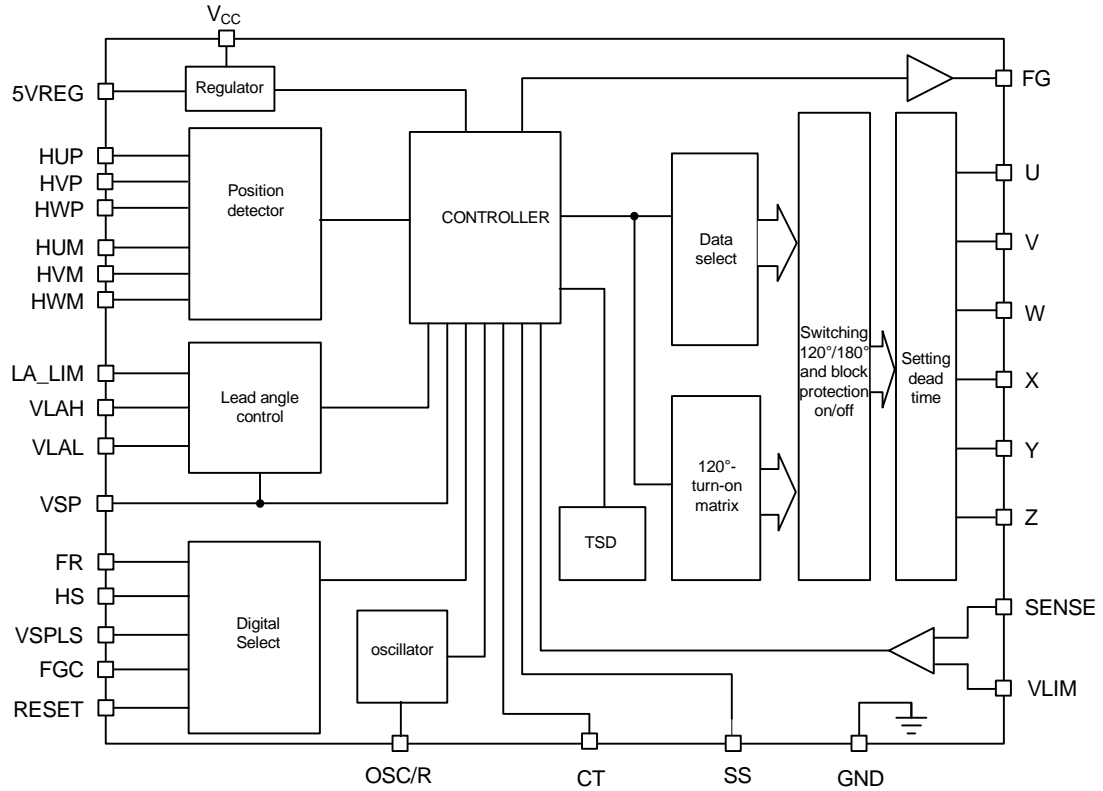 VCC
5VREG
Regulator
FG
HUP
HVP
HWP
HUM
HVM
HWM
Position
detector
CONTROLLER
Data
select
Switching
120°/180°
and block
protection
on/off
Setting
dead
time
U
V
W
X
Y
Z
LA_LIM
VLAH
VLAL
Lead angle
control
VSP
120°-
turn-on
matrix
TSD
FR
HS
VSPLS
FGC
RESET
Digital
Select
oscillator
SENSE
VLIM
OSC/R
CT
SS
GND